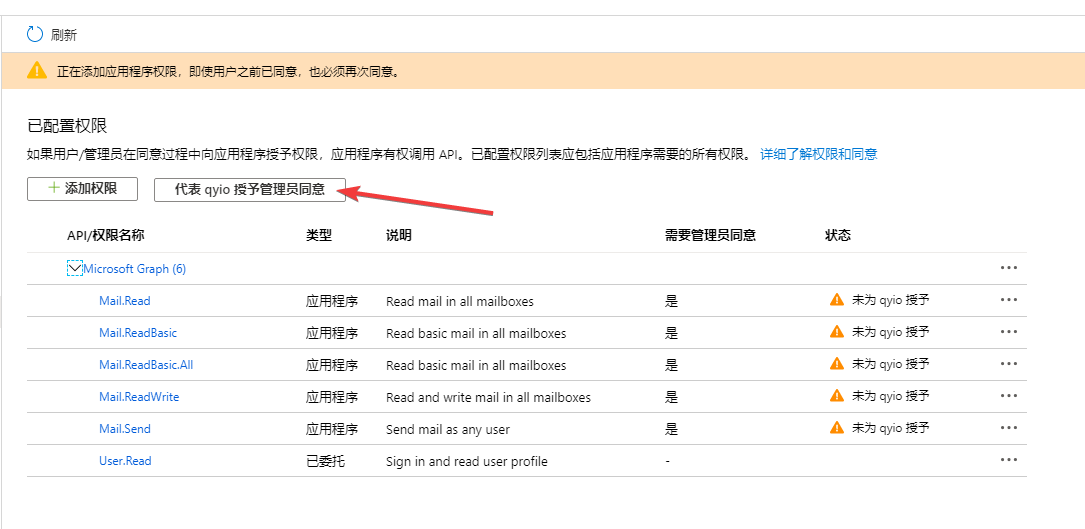 刷新
正在添加应用程序权限，即使用户之前已同意，也必须再次同意。
已配置权限
如果用户/管理员在同意过程中向应用程序授予权限，应用程序有权调用 API。已配置权限列表应包括应用程序需要的所有权限。 详细了解权限和同意
添加权限 代表 qyio 授予管理员同意
API/权限名称 类型 说明 需要管理员同意 状态
Microsoft Graph (6)
Mail.Read 应用程序 Read mail in all mailboxes 是 未为 qyio 授予
Mail.ReadBasic 应用程序 Read basic mail in all mailboxes 是 未为 qyio 授予
Mail.ReadBasic.All 应用程序 Read basic mail in all mailboxes 是 未为 qyio 授予
Mail.ReadWrite 应用程序 Read and write mail in all mailboxes 是 未为 qyio 授予
Mail.Send 应用程序 Send mail as any user 是 未为 qyio 授予
User.Read 已委托 Sign in and read user profile -